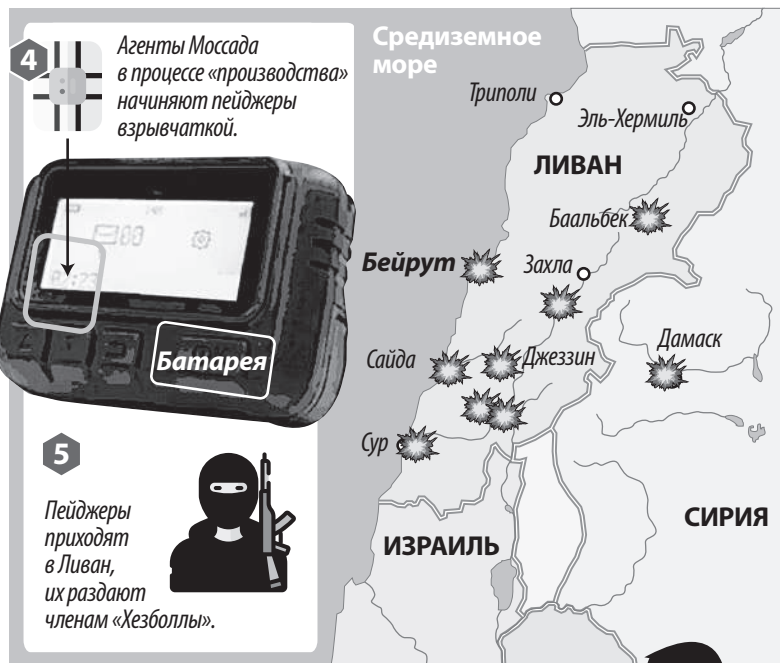 4
Агенты Моссада
в процессе «производства»
начиняют пейджеры
взрывчаткой.
Батарея
5
Пейджеры
приходят
в Ливан,
их раздают
членам «Хезболлы».
Средиземное
море
Триполи
Эль-Хермиль
ЛИВАН
Баальбек
Бейрут
Захла
Сайда
Джеззин
Дамаск
Сур
ИЗРАИЛЬ
СИРИЯ